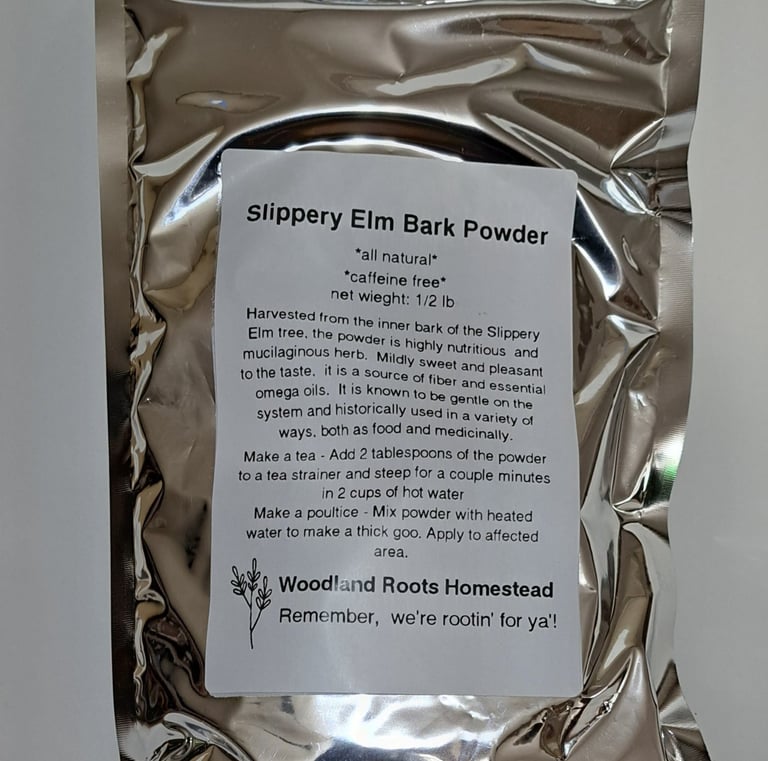 Slippery Elm Bark Powder
*all natural*
*caffeine free*
net wieght: 1/2 lb
Harvested from the inner bark of the Slippery
Elm tree, the powder is highly nutritious and
mucilaginous herb. Mildly sweet and pleasant
to the taste, it is a source of fiber and essential
omega oils. It is known to be gentle on the
system and historically used in a variety of
ways, both as food and medicinally.
Make a tea - Add 2 tablespoons of the powder
to a tea strainer and steep for a couple minutes
in 2 cups of hot water
Make a poultice - Mix powder with heated
water to make a thick goo. Apply to affected
area.
Woodland Roots Homestead
Remember, we're rootin' for ya'!